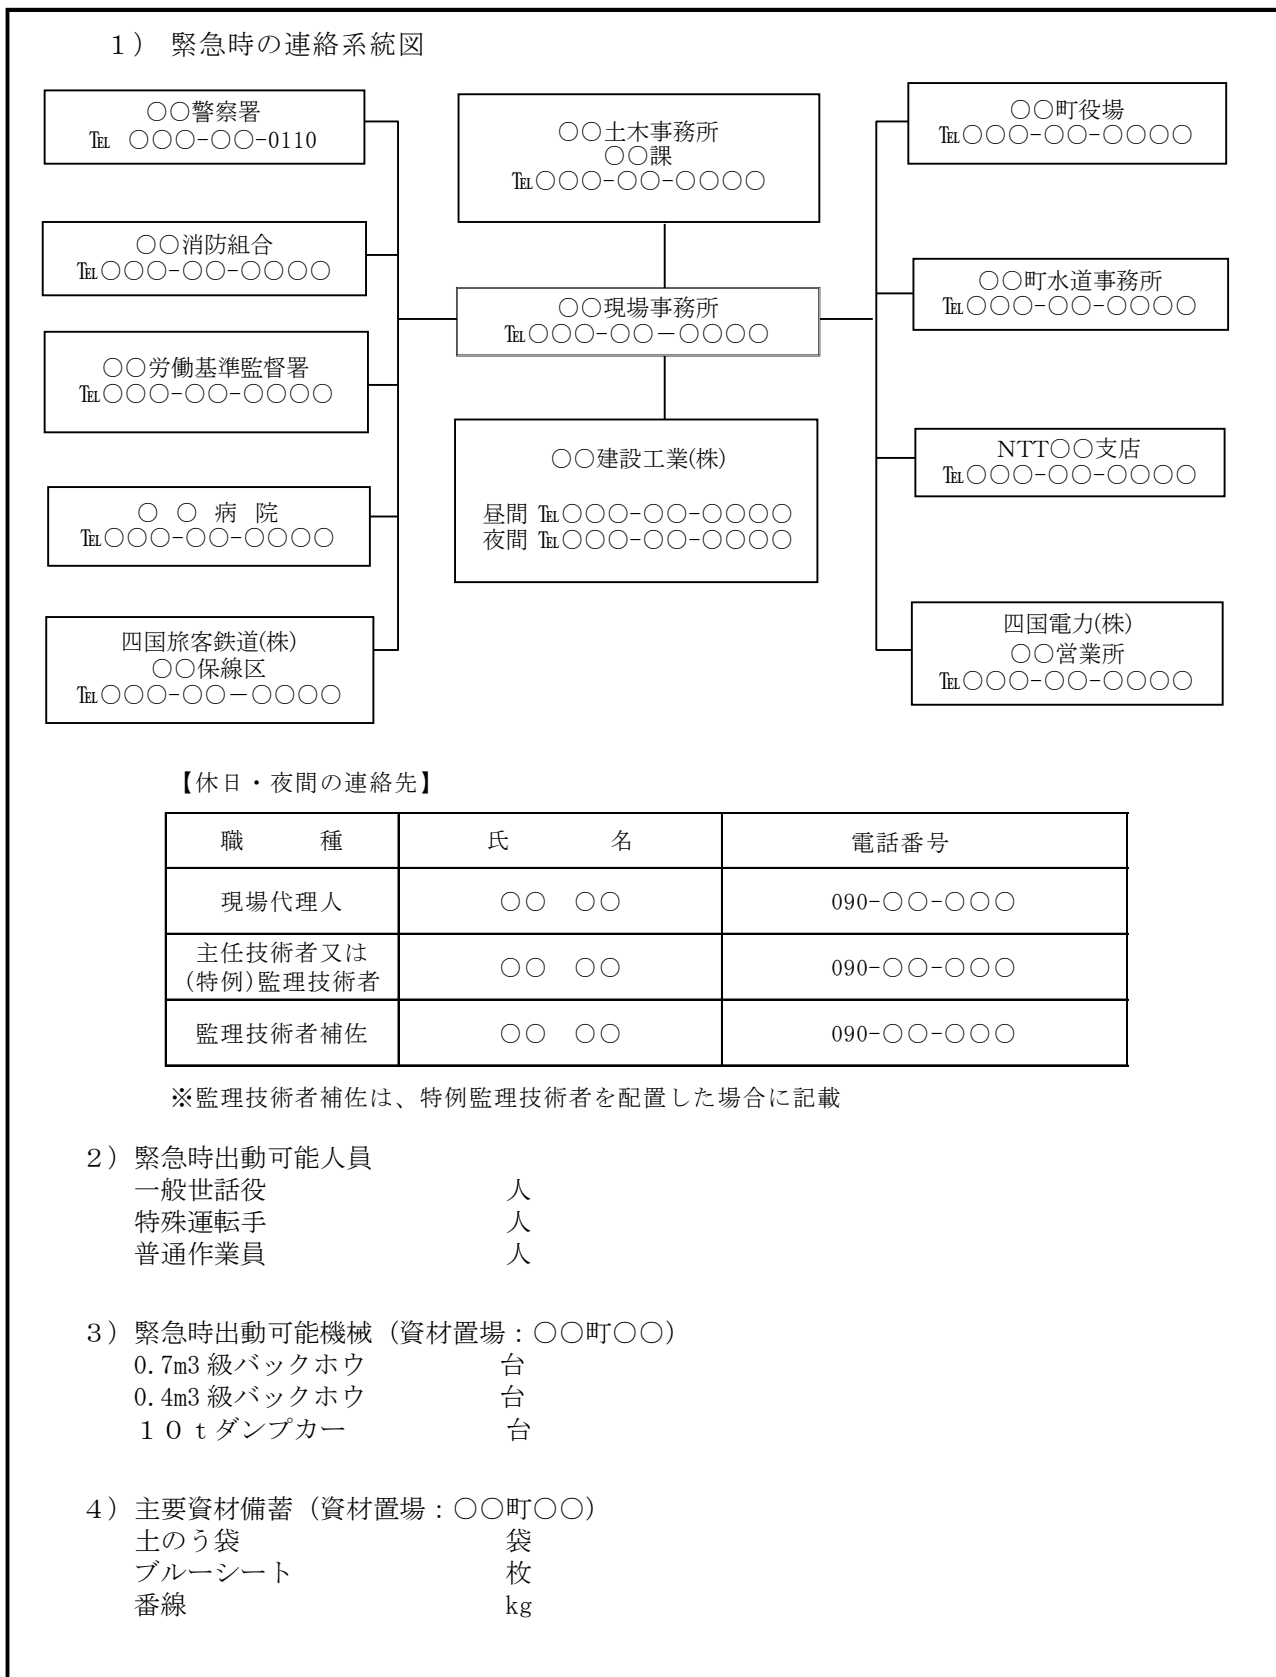 １） 緊急時の連絡系統図
○○警察署
℡ ○○○-○○-0110
○○消防組合
℡○○○-○○-○○○○
○○労働基準監督署
℡○○○-○○-○○○○
○ ○ 病 院
℡○○○-○○-○○○○
四国旅客鉄道(株)
○○保線区
℡○○○-○○－○○○○
○○土木事務所
○○課
℡○○○-○○-○○○○
○○現場事務所
℡○○○-○○－○○○○
○○建設工業(株)
昼間 ℡○○○-○○-○○○○
夜間 ℡○○○-○○-○○○○
○○町役場
℡○○○-○○-○○○○
○○町水道事務所
℡○○○-○○-○○○○
NTT○○支店
℡○○○-○○-○○○○
四国電力(株)
○○営業所
℡○○○-○○-○○○○
【休日・夜間の連絡先】
職　　　種　氏　　　　名　電話番号
現場代理人　○○　○○　090-○○-○○○
主任技術者又は
(特例)監理技術者　○○　○○　090-○○-○○○
監理技術者補佐　○○　○○　090-○○-○○○
※監理技術者補佐は、特例監理技術者を配置した場合に記載
２）緊急時出動可能人員
一般世話役　人
特殊運転手　人
普通作業員　人
３）緊急時出動可能機械（資材置場：○○町○○）
0.7m3級バックホウ　台
0.4m3級バックホウ　台
１０ｔダンプカー　台
４）主要資材備蓄（資材置場：○○町○○）
土のう袋　袋
ブルーシート　枚
番線　kg